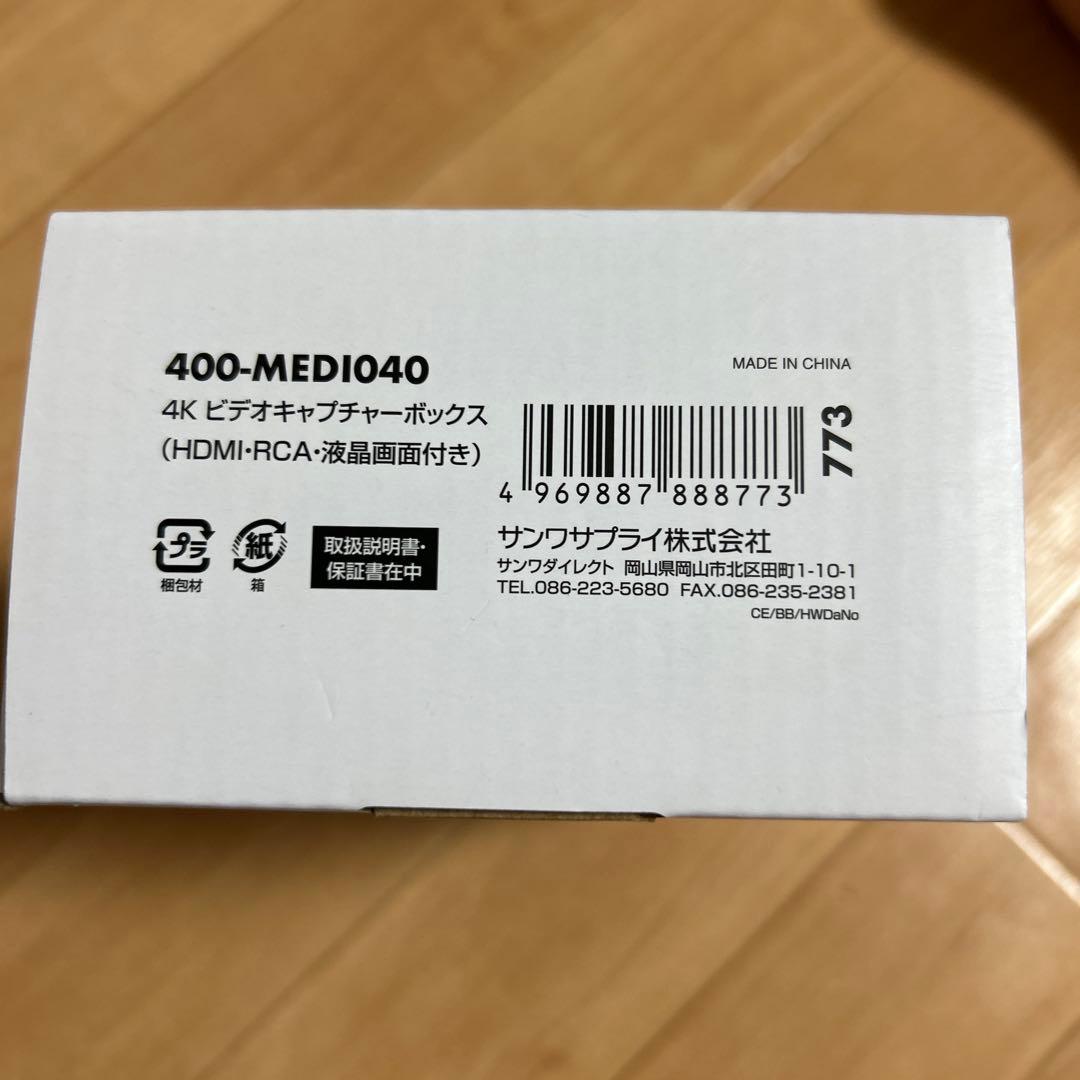 400-MEDI040
MADE IN CHINA
4K ビデオキャプチャーボックス
(HDMI・RCA・液晶画面付き)
773
4 969887 888773
プラ
梱包材
紙
箱
取扱説明書・
保証書在中
サンワサプライ株式会社
サンワダイレクト 岡山県岡山市北区田町1-10-1
TEL.086-223-5680 FAX.086-235-2381
CE/BB/HWDaNo